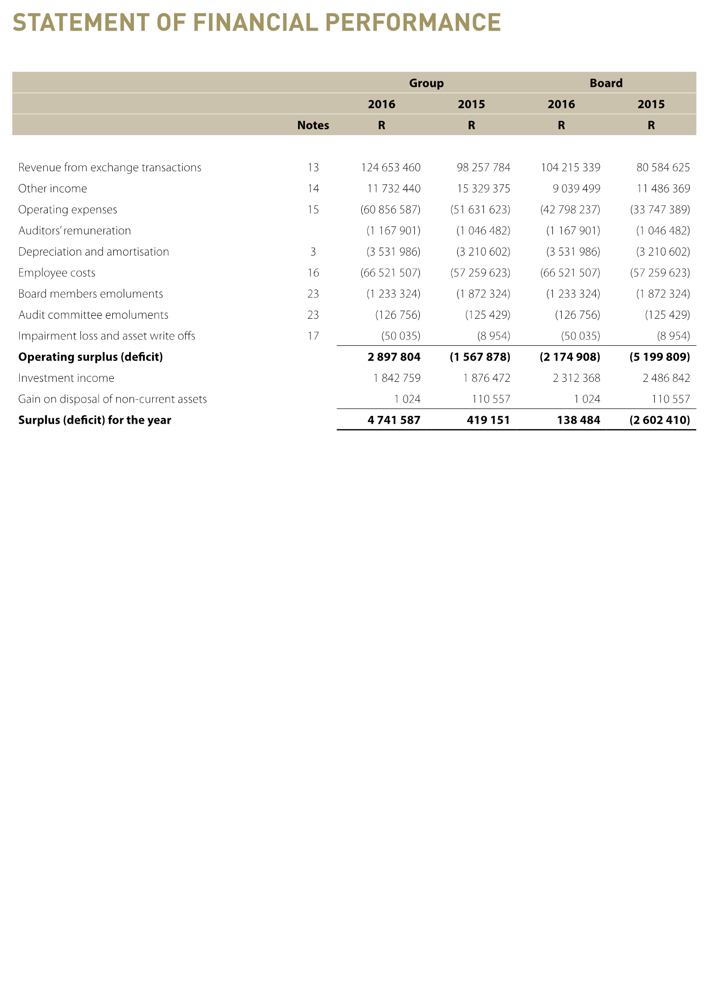 STATEMENT OF FINANCIAL PERFORMANCE
Group Board
2016 2015 2016 2015
Notes R R R R
Revenue from exchange transactions 13 124 653 460 98 257 784 104 215 339 80 584 625
Other income 14 11 732 440 15 329 375 9 039 499 11 486 369
Operating expenses 15 (60 856 587) (51 631 623) (42 798 237) (33 747 389)
Auditors’ remuneration (1 167 901) (1 046 482) (1 167 901) (1 046 482)
Depreciation and amortisation 3 (3 531 986) (3 210 602) (3 531 986) (3 210 602)
Employee costs 16 (66 521 507) (57 259 623) (66 521 507) (57 259 623)
Board members emoluments 23 (1 233 324) (1 872 324) (1 233 324) (1 872 324)
Audit committee emoluments 23 (126 756) (125 429) (126 756) (125 429)
Impairment loss and asset write offs 17 (50 035) (8 954) (50 035) (8 954)
Operating surplus (deficit) 2 897 804 (1 567 878) (2 174 908) (5 199 809)
Investment income 1 842 759 1 876 472 2 312 368 2 486 842
Gain on disposal of non-current assets 1 024 110 557 1 024 110 557
Surplus (deficit) for the year 4 741 587 419 151 138 484 (2 602 410)